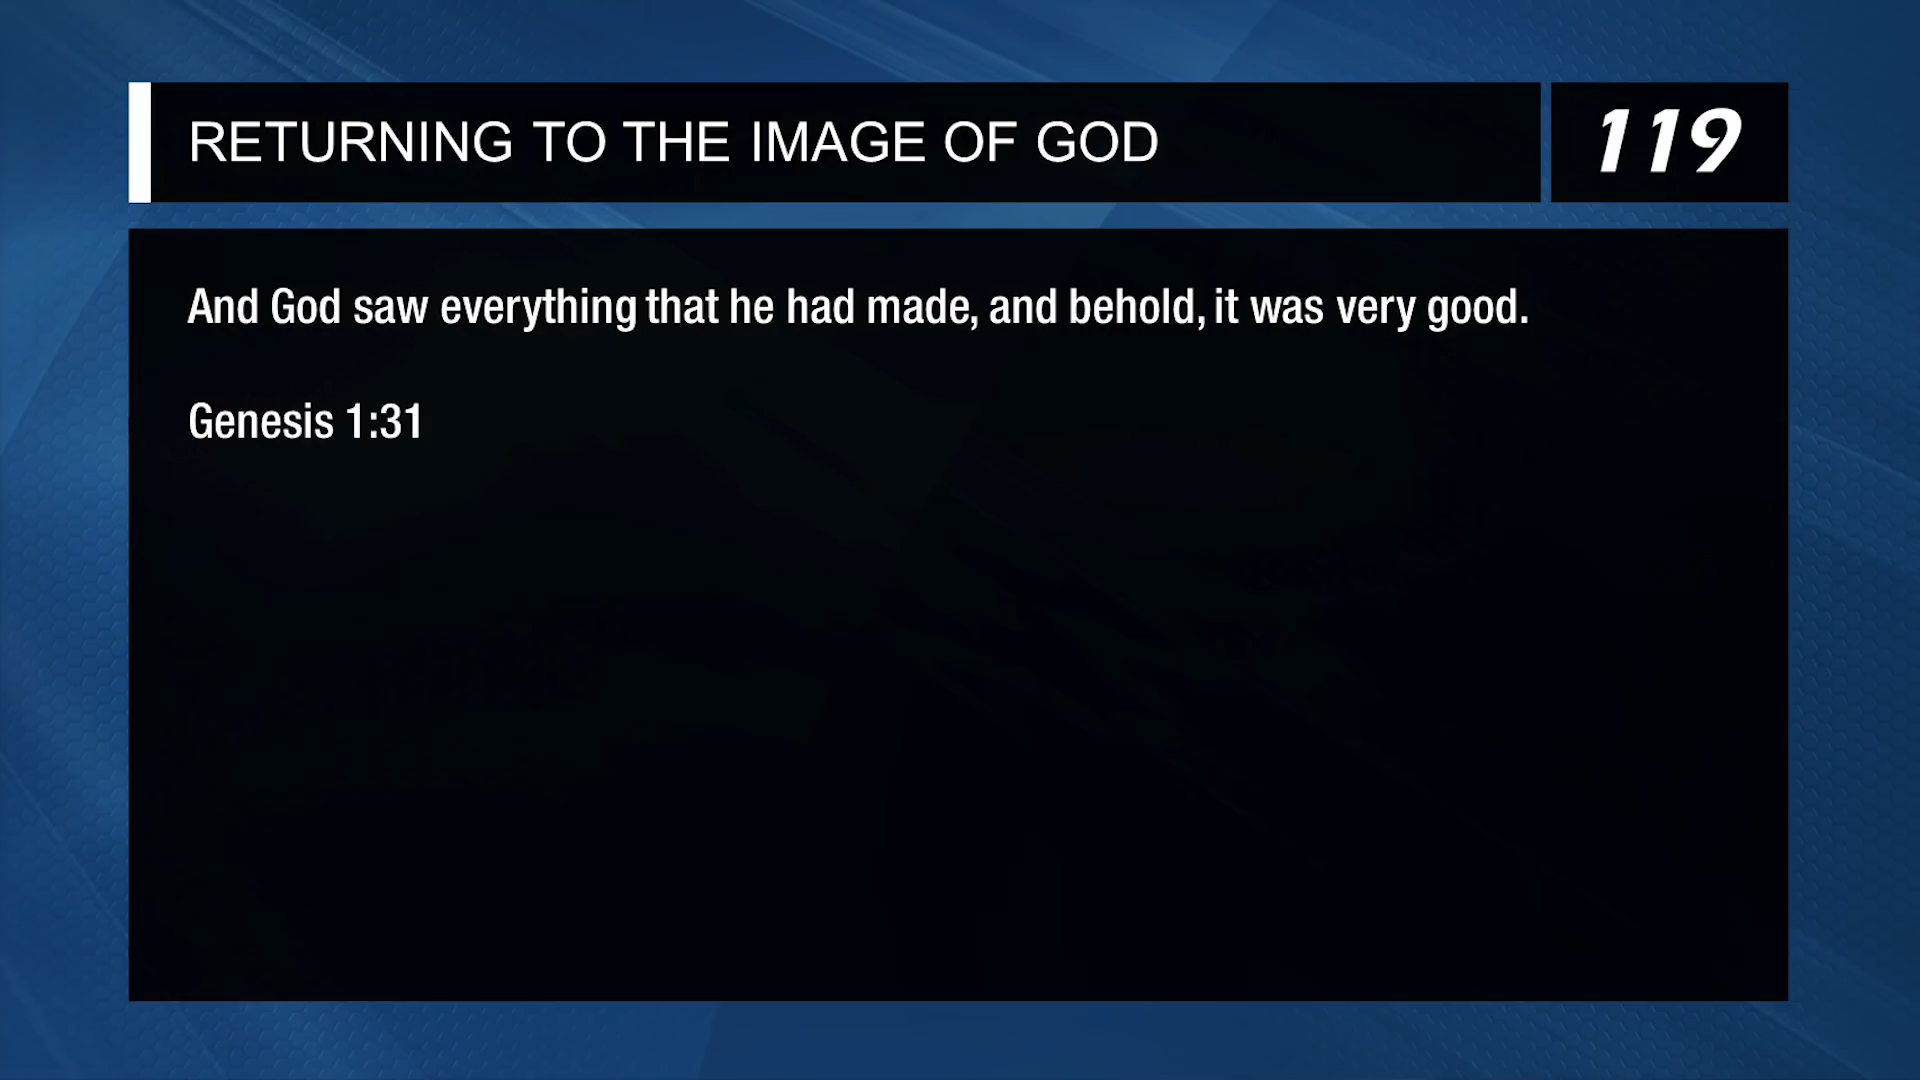 RETURNING TO THE IMAGE OF GOD
119
And God saw everything that he had made, and behold, it was very good.
Genesis 1:31